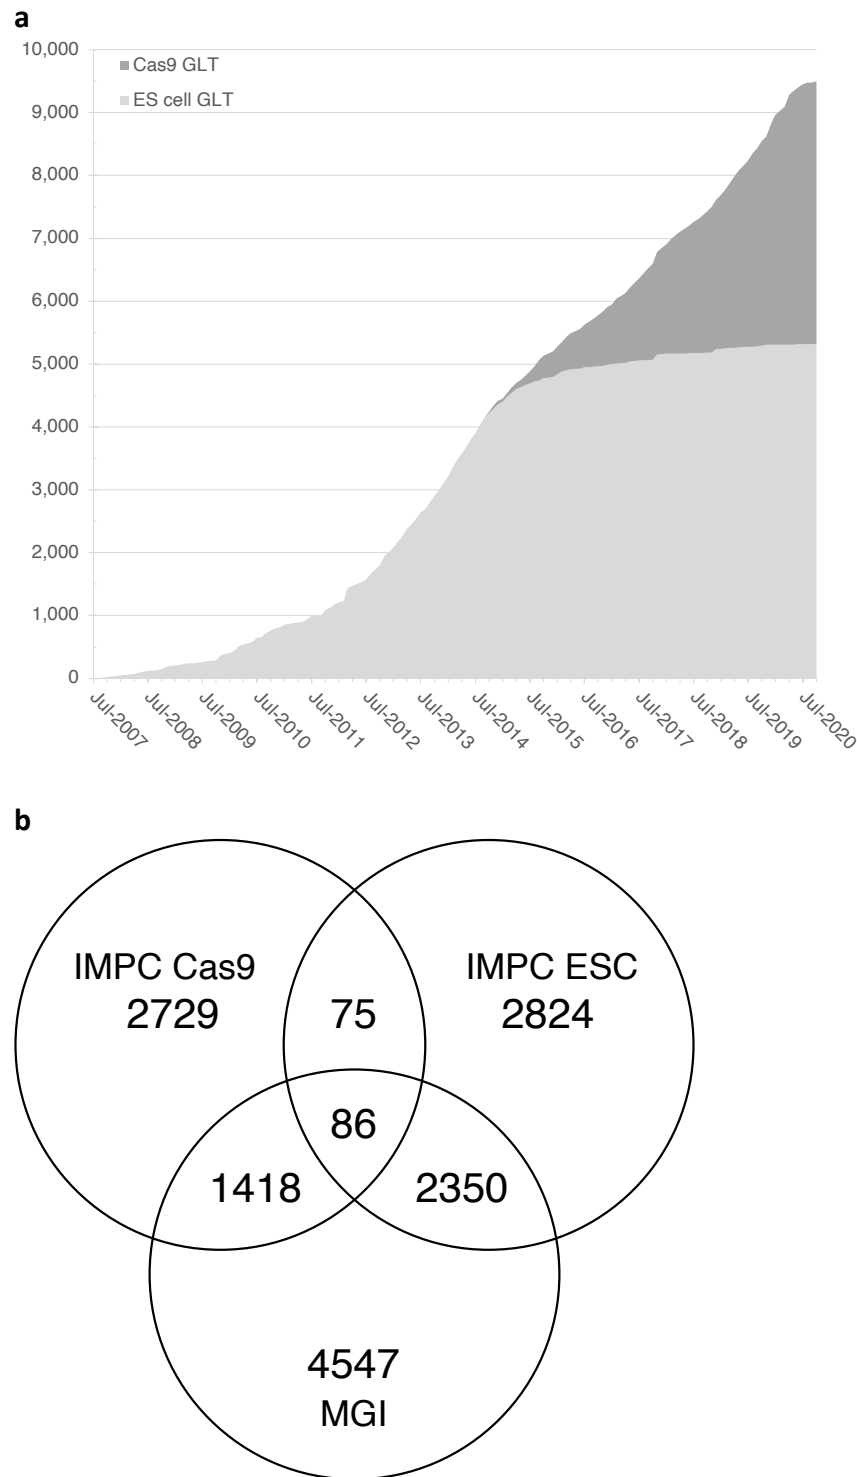 a
10,000
Cas9 GLT
ES cell GLT
9,000
8,000
7,000
6,000
5,000
4,000
3,000
2,000
1,000
0
Jul-2007
Jul-2008
Jul-2009
Jul-2010
Jul-2011
Jul-2012
Jul-2013
Jul-2014
Jul-2015
Jul-2016
Jul-2017
Jul-2018
Jul-2019
Jul-2020
b
IMPC Cas9
2729
75
IMPC ESC
2824
86
1418
2350
4547
MGI